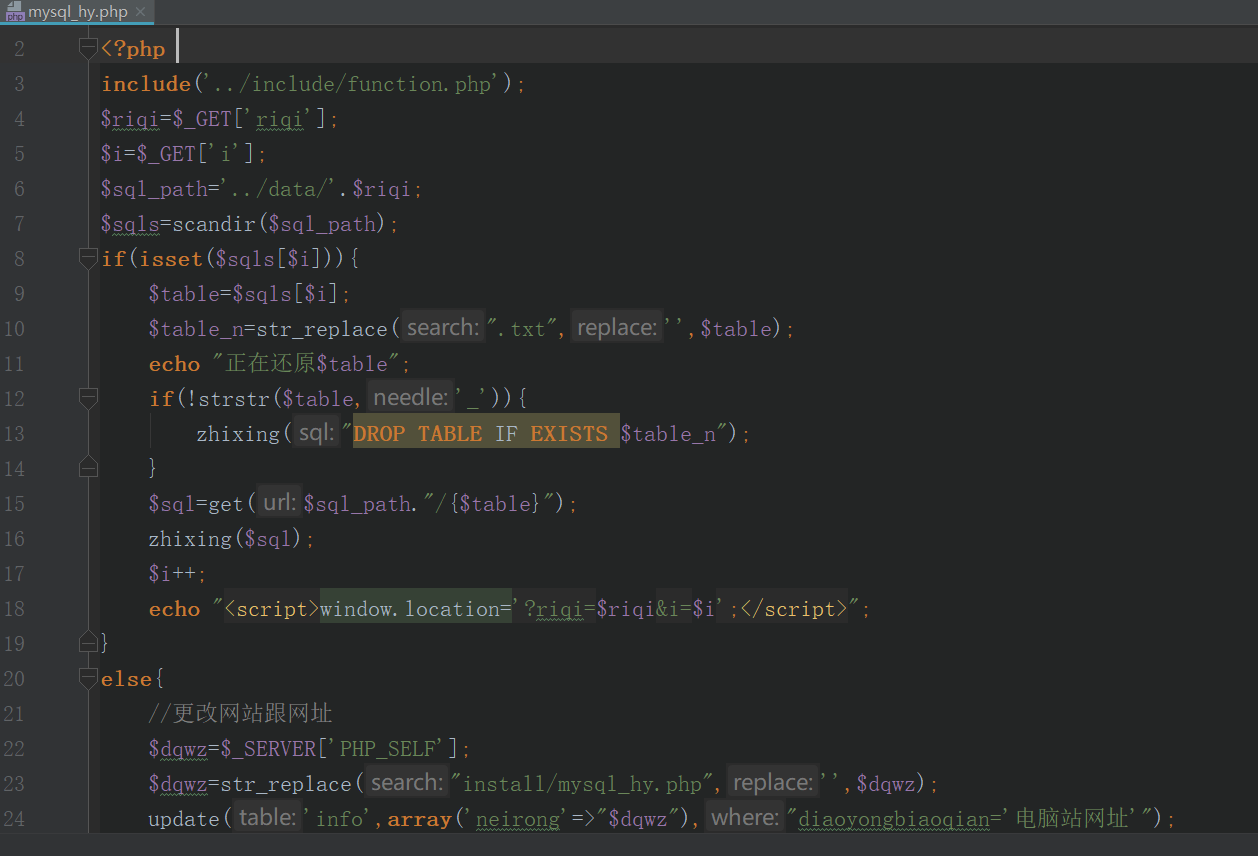 php mysql_hy.php ×
2 <?php
3 include('../include/function.php');
4 $riqi=$_GET['riqi'];
5 $i=$_GET['i'];
6 $sql_path='../data/'.$riqi;
7 $sqls=scandir($sql_path);
8 if(isset($sqls[$i])){
9 $table=$sqls[$i];
10 $table_n=str_replace( search: ".txt", replace: '',$table);
11 echo "正在还原$table";
12 if(!strstr($table, needle: '_')){
13 zhixing( sql: "DROP TABLE IF EXISTS $table_n");
14 }
15 $sql=get( url: $sql_path."/{$table}");
16 zhixing($sql);
17 $i++;
18 echo "<script>window.location='?riqi=$riqi&i=$i';</script>";
19 }
20 else{
21 //更改网站跟网址
22 $dqwz=$_SERVER['PHP_SELF'];
23 $dqwz=str_replace( search: "install/mysql_hy.php", replace: '',$dqwz);
24 update( table: 'info',array('neirong'=>"$dqwz"), where: "diaoyongbiaoqian='电脑站网址'");